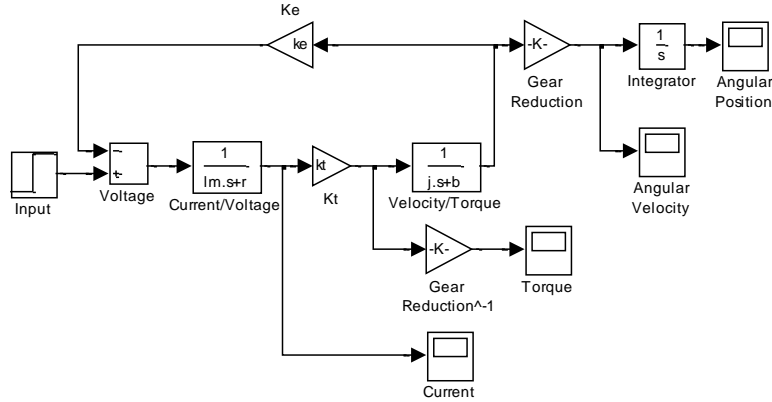 Ke
ke
-K-
Gear
Reduction
1
s
Integrator
Angular
Position
Input
−
+
Voltage
1
lm.s+r
Current/Voltage
kt
Kt
1
j.s+b
Velocity/Torque
Angular
Velocity
-K-
Gear
Reduction^-1
Torque
Current